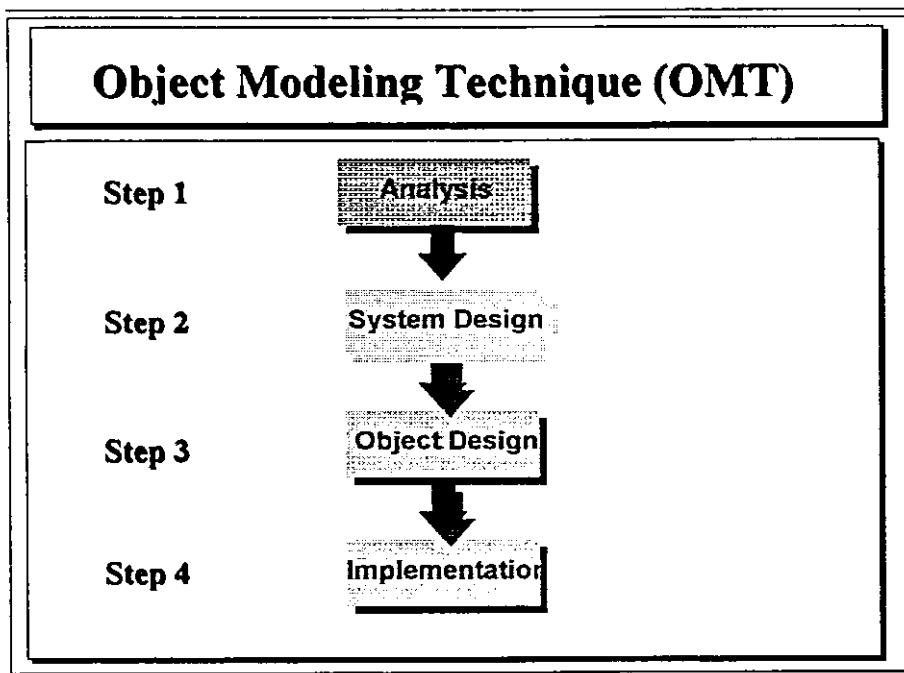 Object Modeling Technique (OMT)
Step 1
Analysis
Step 2
System Design
Step 3
Object Design
Step 4
Implementation